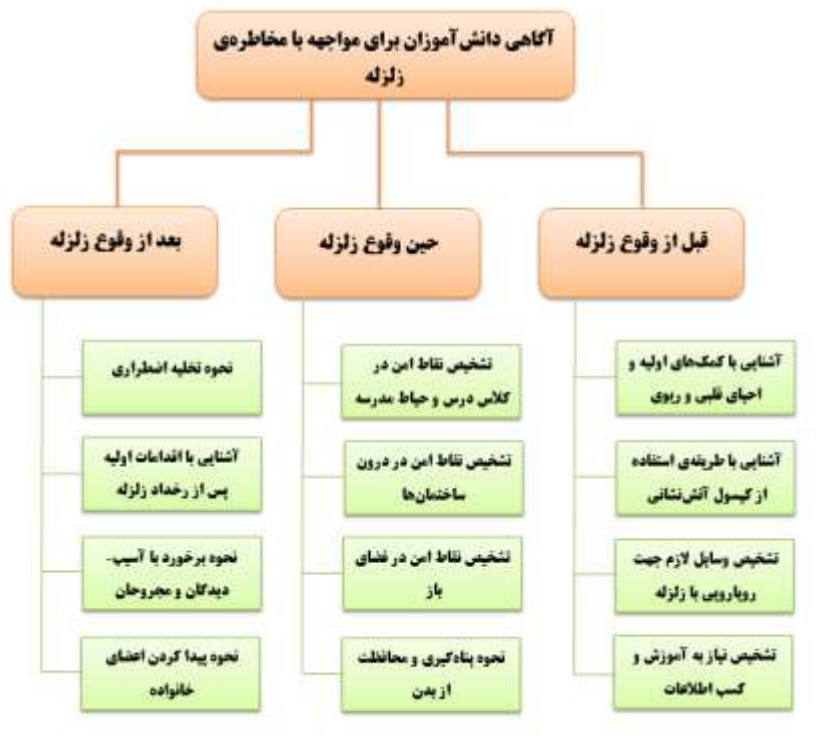 آگاهی دانش‌آموزان برای مواجهه با مخاطره‌ی
زلزله
قبل از وقوع زلزله
آشنایی با کمک‌های اولیه و
احیای قلبی و ریوی
آشنایی با طریقه‌ی استفاده
از کپسول آتش‌نشانی
تشخیص وسایل لازم جهت
رویارویی با زلزله
تشخیص نیاز به آموزش و
کسب اطلاعات
حین وقوع زلزله
تشخیص نقاط امن در
کلاس درس و حیاط مدرسه
تشخیص نقاط امن در درون
ساختمان‌ها
تشخیص نقاط امن در فضای
باز
نحوه پناه‌گیری و محافظت
از بدن
بعد از وقوع زلزله
نحوه تخلیه اضطراری
آشنایی با اقدامات اولیه
پس از رخداد زلزله
نحوه برخورد با آسیب-
دیدگان و مجروحان
نحوه پیدا کردن اعضای
خانواده